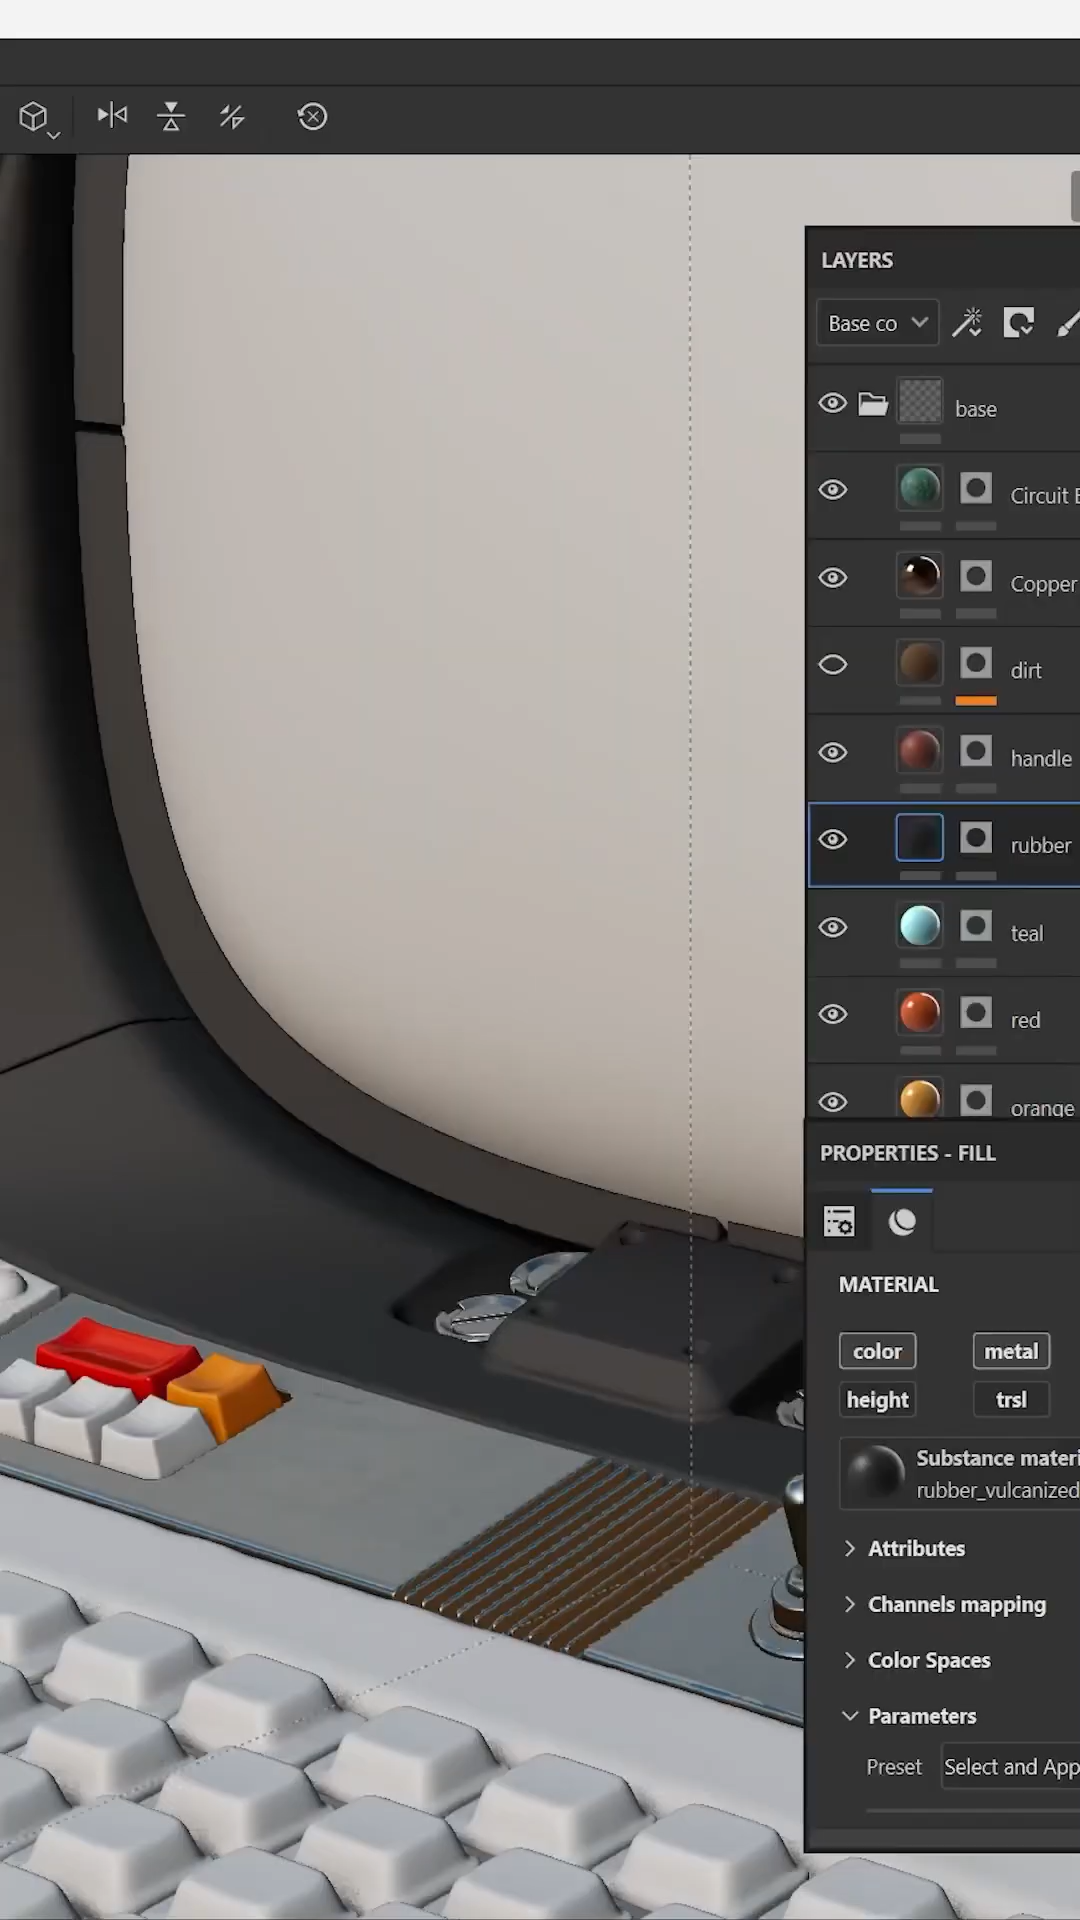 LAYERS
Base co
base
Circuit
Copper
dirt
handle
rubber
teal
red
orange
PROPERTIES - FILL
MATERIAL
color metal
height trsl
Substance materi
rubber_vulcanized
Attributes
Channels mapping
Color Spaces
Parameters
Preset Select and App